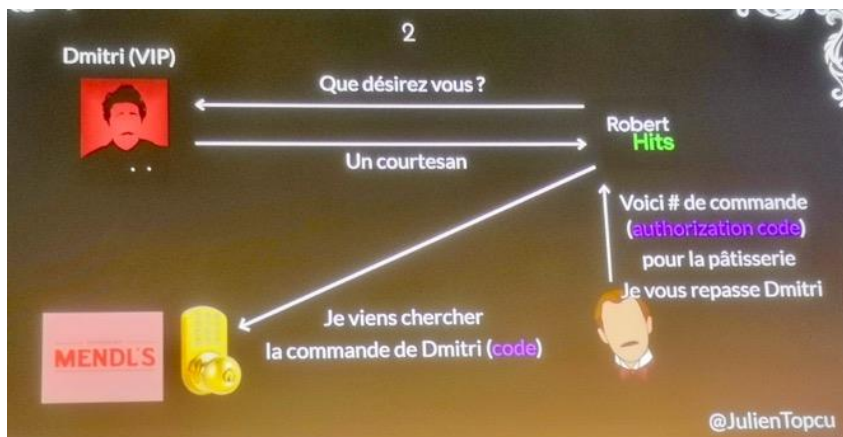 2
Dmitri (VIP)
Que désirez vous ?
Un courtesan
Robert
Hits
Voici # de commande
(authorization code)
pour la pâtisserie
Je vous repasse Dmitri
Je viens chercher
la commande de Dmitri (code)
MENDL'S
@JulienTopcu